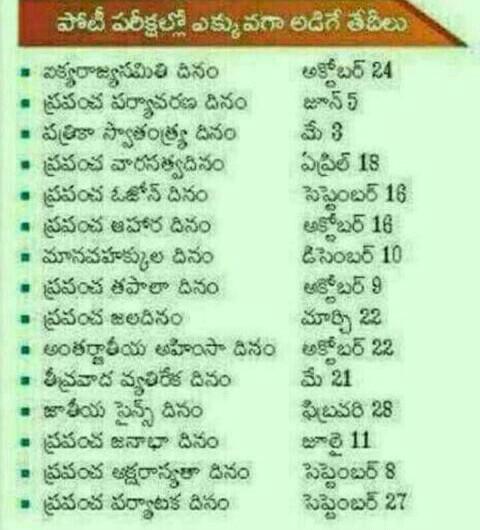 పోటీ పరీక్షల్లో ఎక్కువగా అడిగే తేదీలు
ఐక్యరాజ్యసమితి దినం అక్టోబర్ 24
ప్రపంచ పర్యావరణ దినం జూన్ 5
పత్రికా స్వాతంత్ర్య దినం మే 3
ప్రపంచ వారసత్వదినం ఏప్రిల్ 18
ప్రపంచ ఓజోన్ దినం సెప్టెంబర్ 16
ప్రపంచ ఆహార దినం అక్టోబర్ 16
మానవహక్కుల దినం డిసెంబర్ 10
ప్రపంచ తపాలా దినం అక్టోబర్ 9
ప్రపంచ జలదినం మార్చి 22
అంతర్జాతీయ అహింసా దినం అక్టోబర్ 22
తీవ్రవాద వ్యతిరేక దినం మే 21
జాతీయ సైన్స్ దినం ఫిబ్రవరి 28
ప్రపంచ జనాభా దినం జూలై 11
ప్రపంచ అక్షరాస్యతా దినం సెప్టెంబర్ 8
ప్రపంచ పర్యాటక దినం సెప్టెంబర్ 27